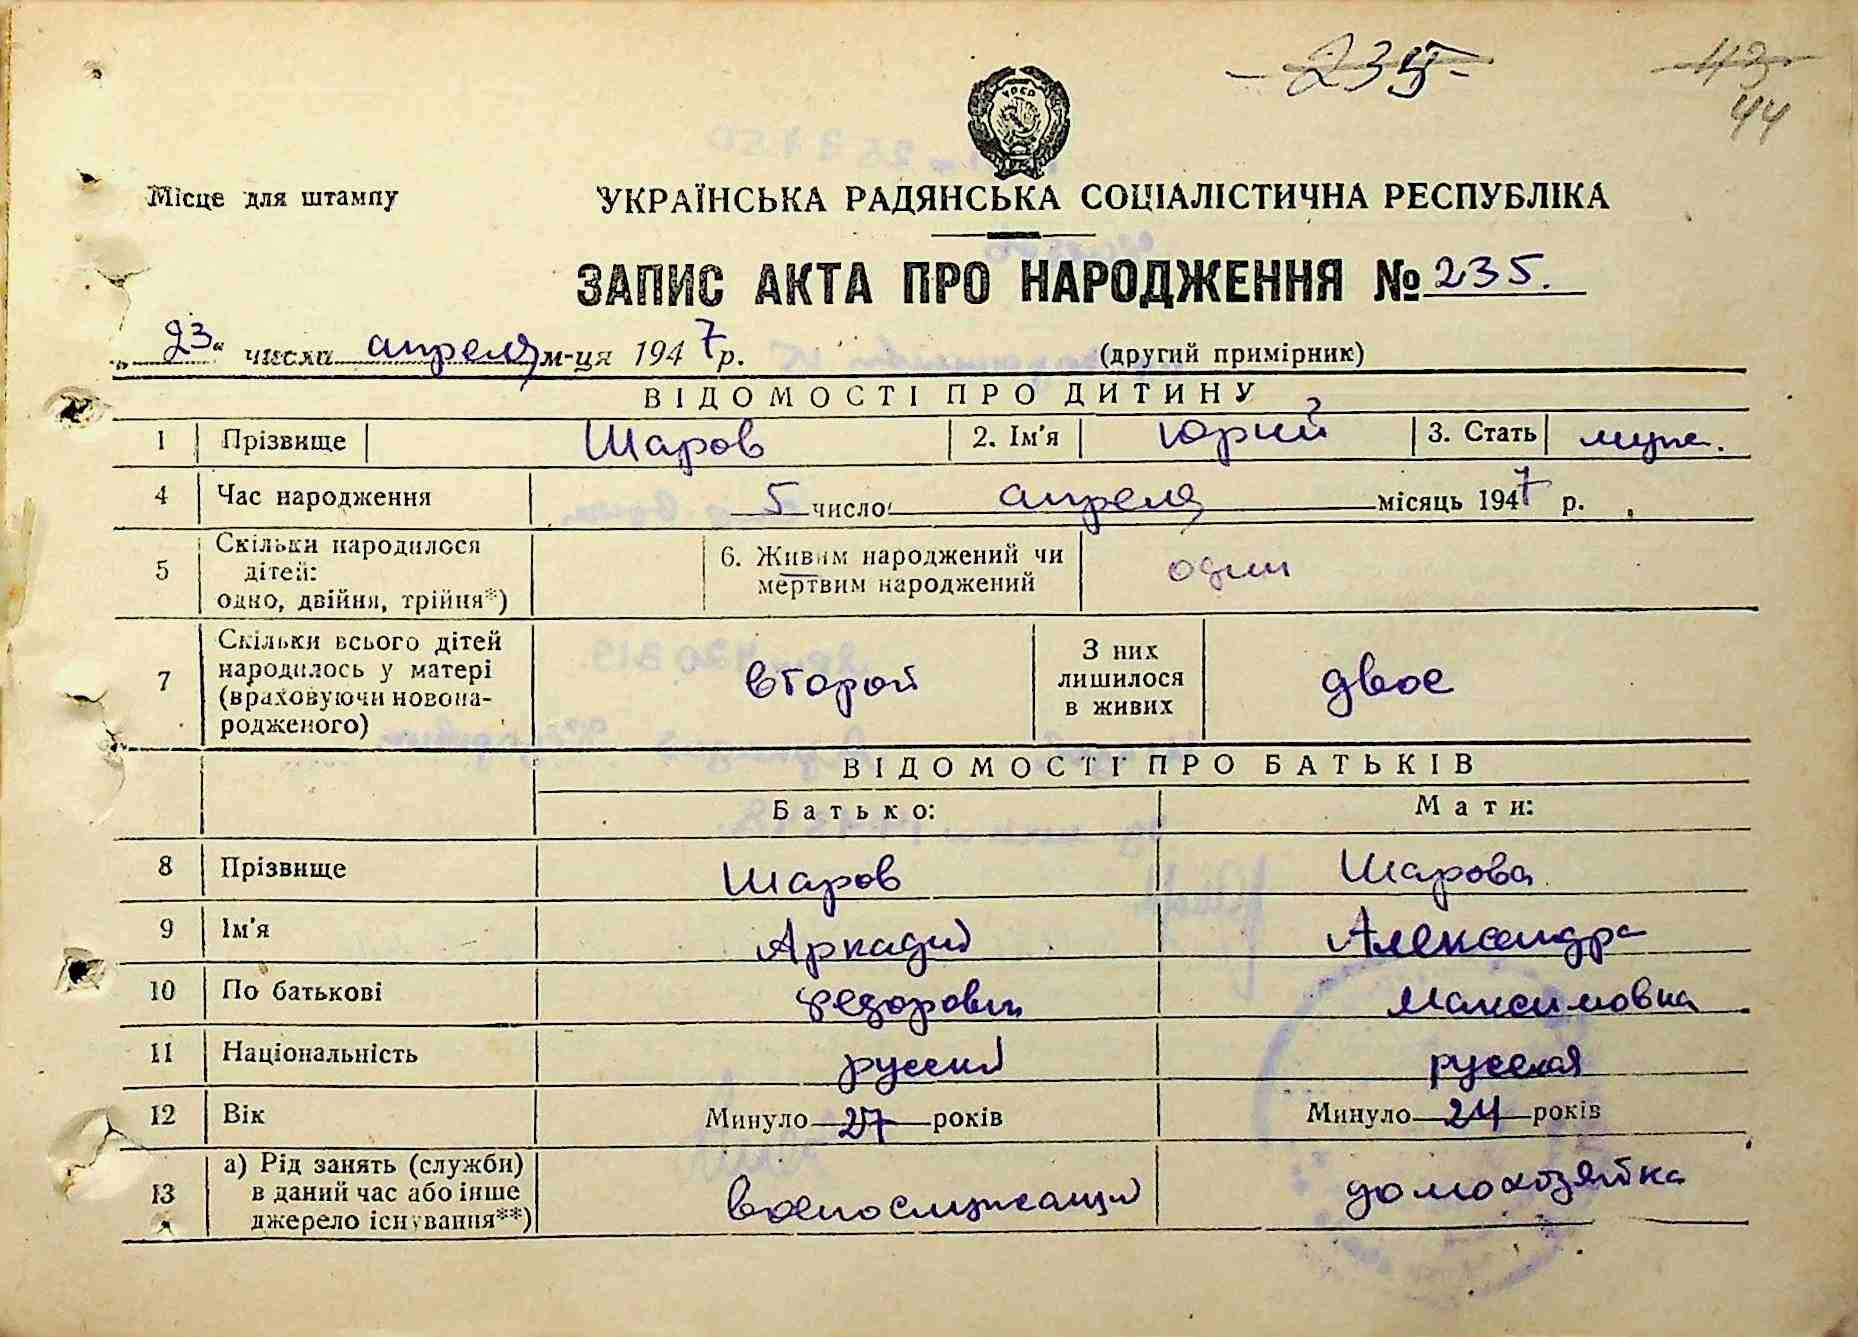 235
43
44
УРСР
Місце для штампу
УКРАЇНСЬКА РАДЯНСЬКА СОЦІАЛІСТИЧНА РЕСПУБЛІКА
ЗАПИС АКТА ПРО НАРОДЖЕННЯ № 235.
„23" числа апреля м-ця 1947 р. (другий примірник)
ВІДОМОСТІ ПРО ДИТИНУ
1 Прізвище Шаров 2. Ім'я Юрий 3. Стать муж.
4 Час народження 5 число апреля місяць 1947 р.
5 Скільки народилося дітей: одно, двійня, трійня*) 6. Живим народжений чи мертвим народжений один
7 Скільки всього дітей народилось у матері (враховуючи новонародженого) второй З них лишилося в живих двое
ВІДОМОСТІ ПРО БАТЬКІВ
Батько: Мати:
8 Прізвище Шаров Шарова
9 Ім'я Аркадий Александра
10 По батькові Федорович Максимовна
11 Національність русский русская
12 Вік Минуло 27 років Минуло 24 років
13 а) Рід занять (служби) в даний час або інше джерело існування**) военослужащий домохозяйка